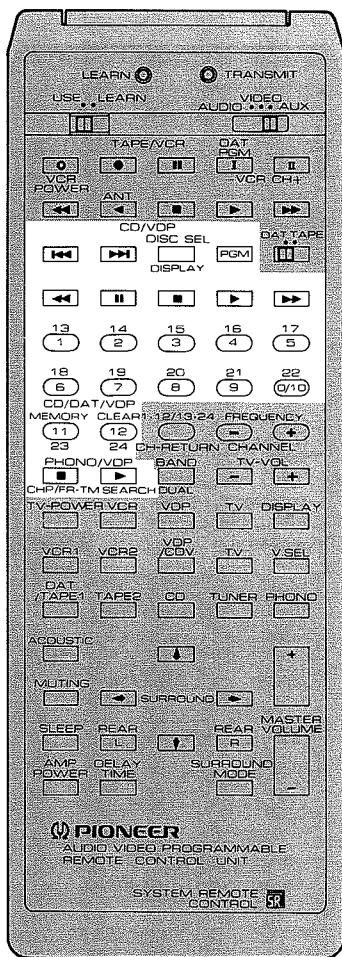 LEARN TRANSMIT
USE LEARN VIDEO
AUDIO AUX
TAPE/VCR DAT
PGM
I II
VCR VCR CH+
POWER
ANT
CD/VDP
DISC SEL DAT TAPE
PGM
DISPLAY
13 14 15 16 17
1 2 3 4 5
18 19 20 21 22
6 7 8 9 0/10
CD/DAT/VDP
MEMORY CLEAR 1-12/13-24 FREQUENCY
11 12 − +
23 24 CH-RETURN CHANNEL
PHONO/VDP BAND TV-VOL
− +
CHP/FR-TM SEARCH DUAL
TV-POWER VCR VDP TV DISPLAY
VDP
VCR1 VCR2 /CDV TV V.SEL
DAT
/TAPE1 TAPE2 CD TUNER PHONO
ACOUSTIC
+
MUTING
SURROUND
MASTER
SLEEP REAR REAR VOLUME
L R
AMP DELAY SURROUND
POWER TIME MODE
−
PIONEER
AUDIO VIDEO PROGRAMMABLE
REMOTE CONTROL UNIT
SYSTEM REMOTE
CONTROL SR